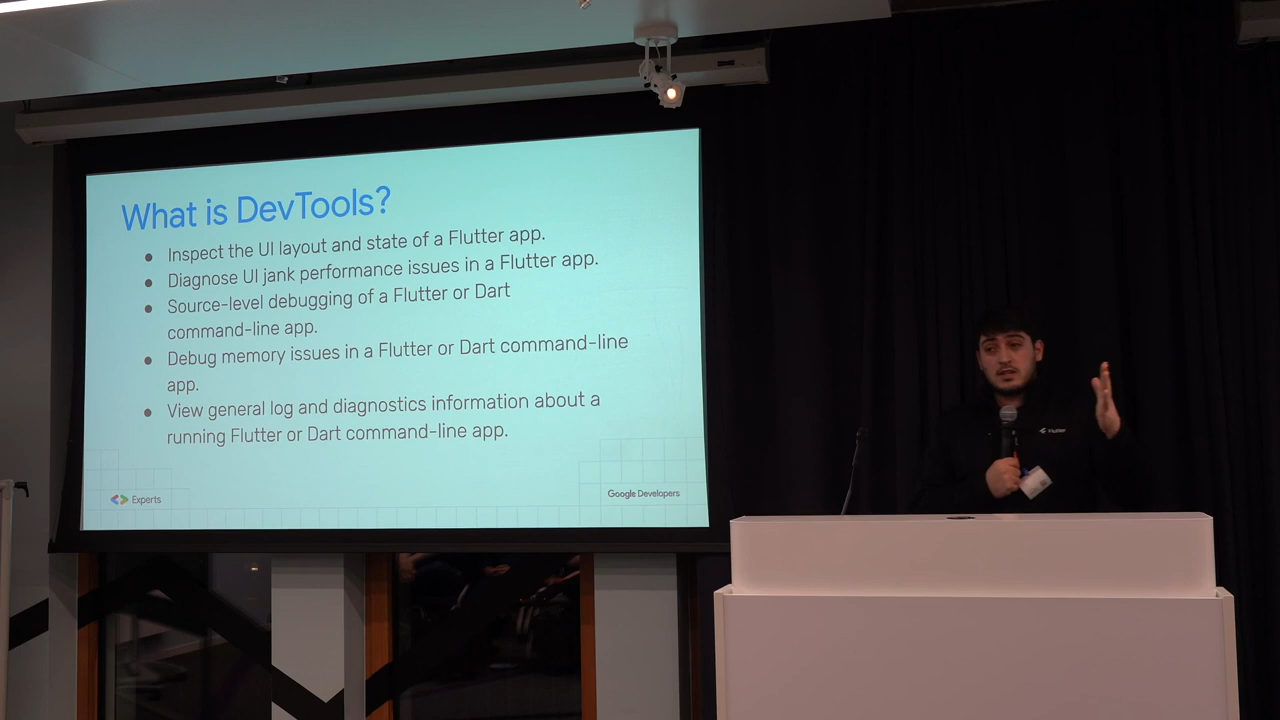 What is DevTools?
Inspect the UI layout and state of a Flutter app.
Diagnose UI jank performance issues in a Flutter app.
Source-level debugging of a Flutter or Dart
command-line app.
Debug memory issues in a Flutter or Dart command-line
app.
View general log and diagnostics information about a
running Flutter or Dart command-line app.
Experts
Google Developers
Flutter